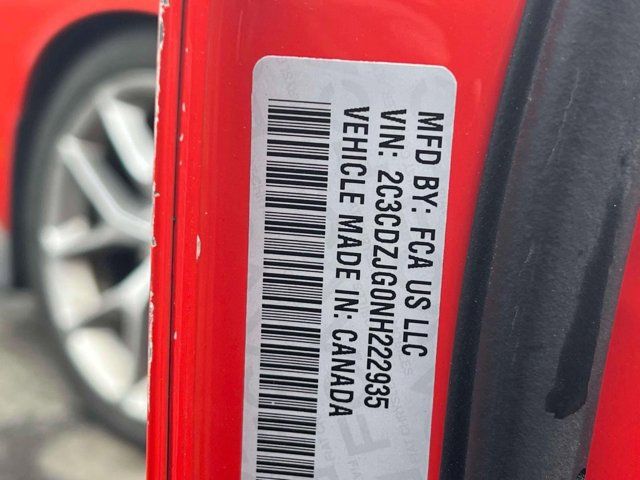 MFD BY: FCA US LLC
VIN: 2C3CDZJG0NH222935
VEHICLE MADE IN: CANADA